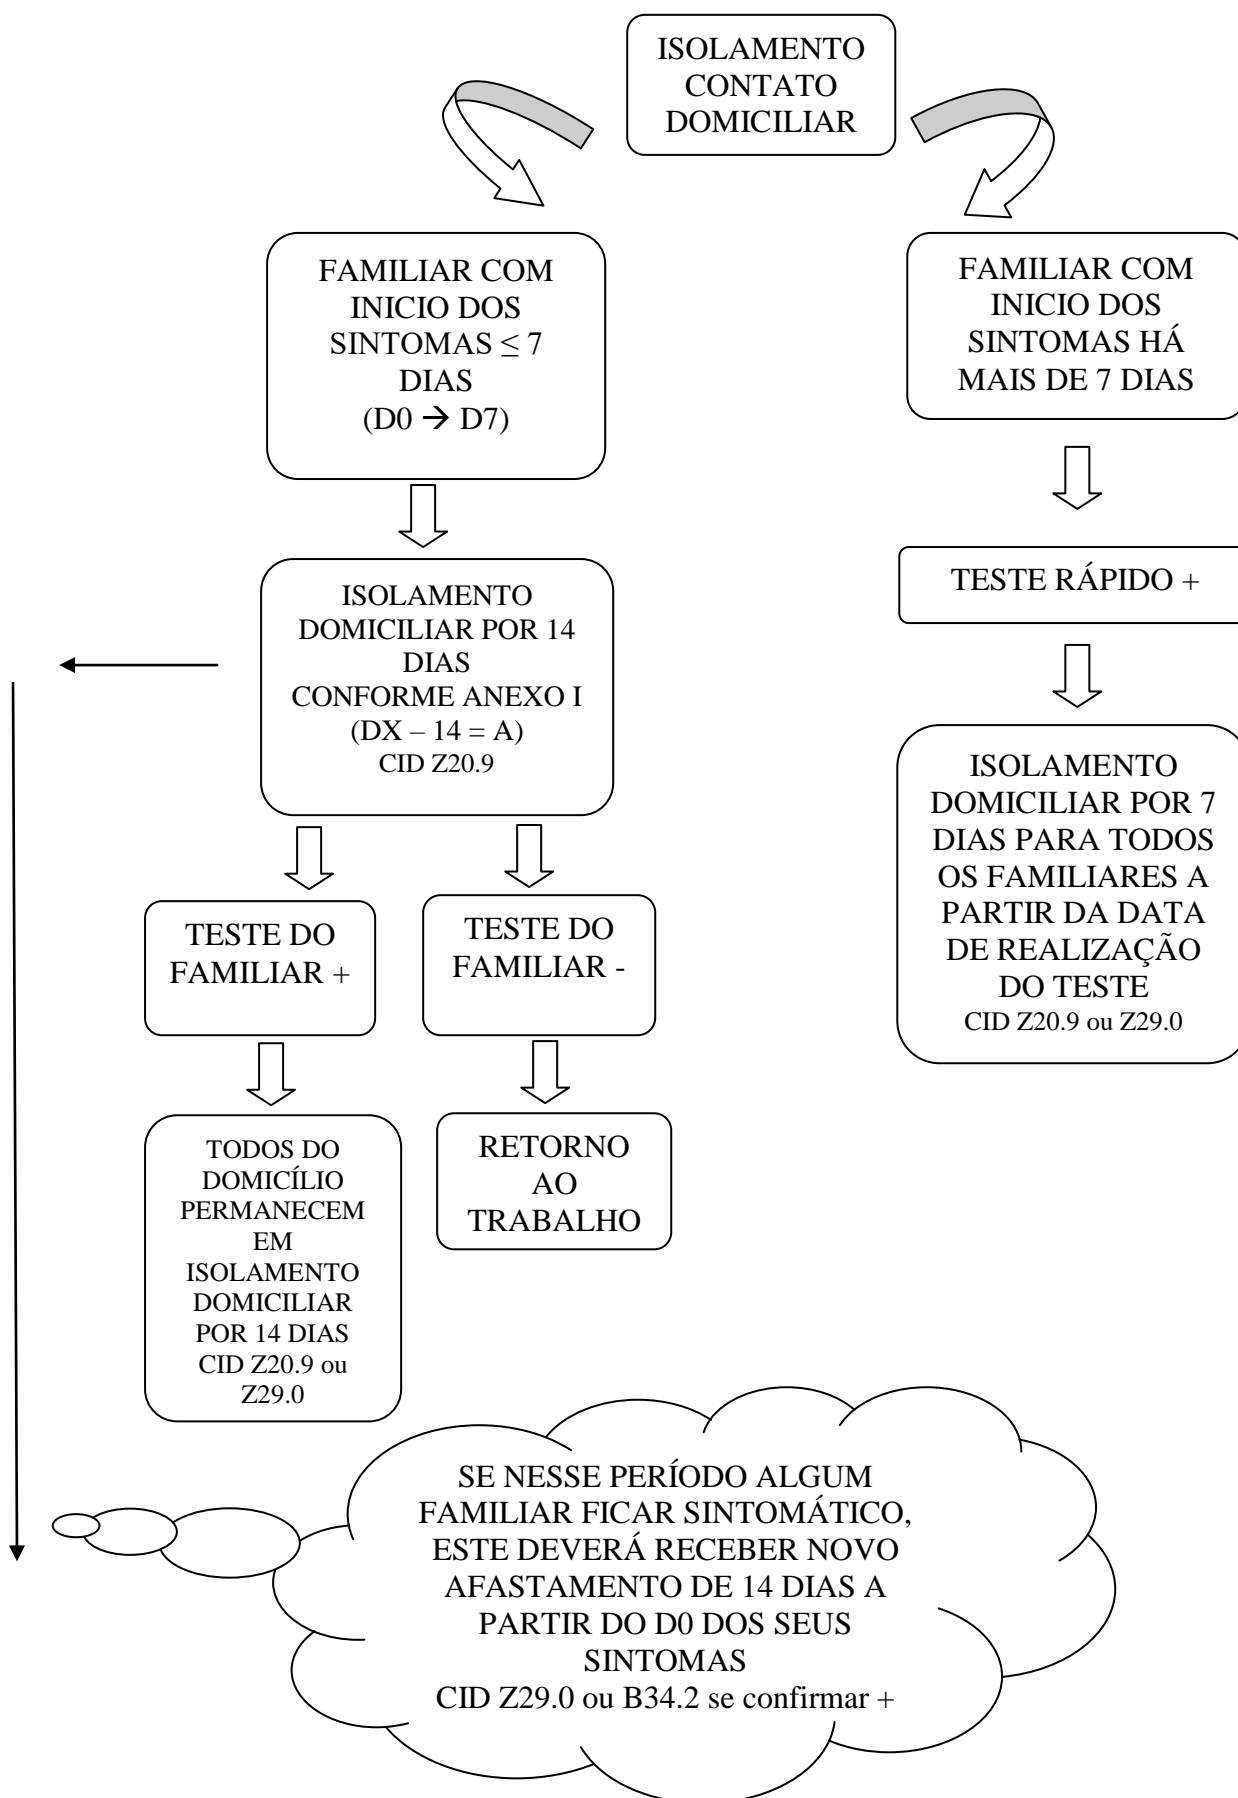 ISOLAMENTO
CONTATO
DOMICILIAR
FAMILIAR COM
INICIO DOS
SINTOMAS ≤ 7
DIAS
(D0 → D7)
FAMILIAR COM
INICIO DOS
SINTOMAS HÁ
MAIS DE 7 DIAS
ISOLAMENTO
DOMICILIAR POR 14
DIAS
CONFORME ANEXO I
(DX – 14 = A)
CID Z20.9
TESTE RÁPIDO +
ISOLAMENTO
DOMICILIAR POR 7
DIAS PARA TODOS
OS FAMILIARES A
PARTIR DA DATA
DE REALIZAÇÃO
DO TESTE
CID Z20.9 ou Z29.0
TESTE DO
FAMILIAR +
TESTE DO
FAMILIAR -
TODOS DO
DOMICÍLIO
PERMANECEM
EM
ISOLAMENTO
DOMICILIAR
POR 14 DIAS
CID Z20.9 ou
Z29.0
RETORNO
AO
TRABALHO
SE NESSE PERÍODO ALGUM
FAMILIAR FICAR SINTOMÁTICO,
ESTE DEVERÁ RECEBER NOVO
AFASTAMENTO DE 14 DIAS A
PARTIR DO D0 DOS SEUS
SINTOMAS
CID Z29.0 ou B34.2 se confirmar +